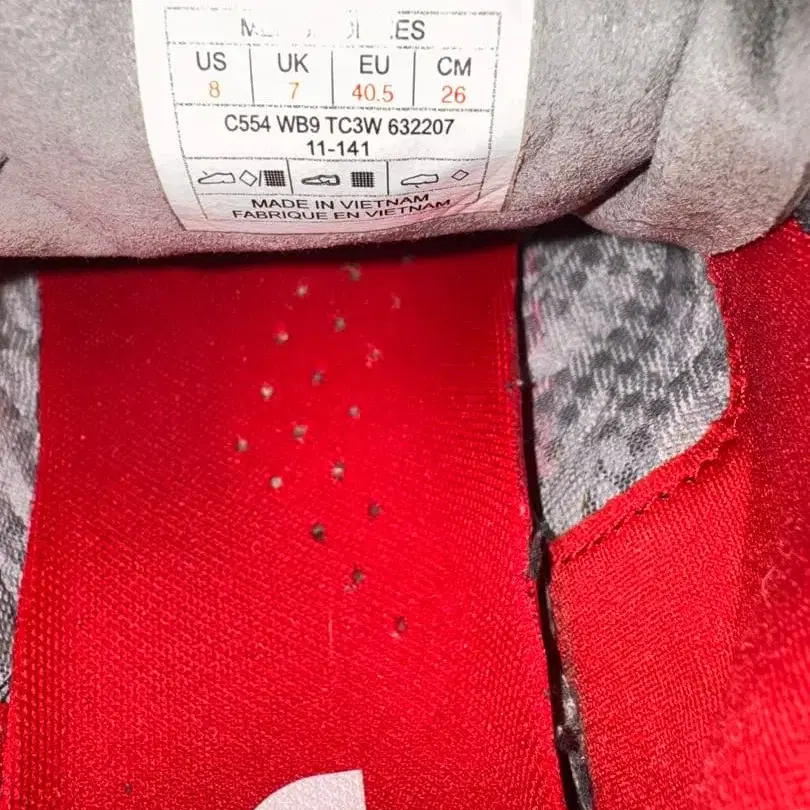 US UK EU CM
8 7 40.5 26
C554 WB9 TC3W 632207
11-141
MADE IN VIETNAM
FABRIQUE EN VIETNAM